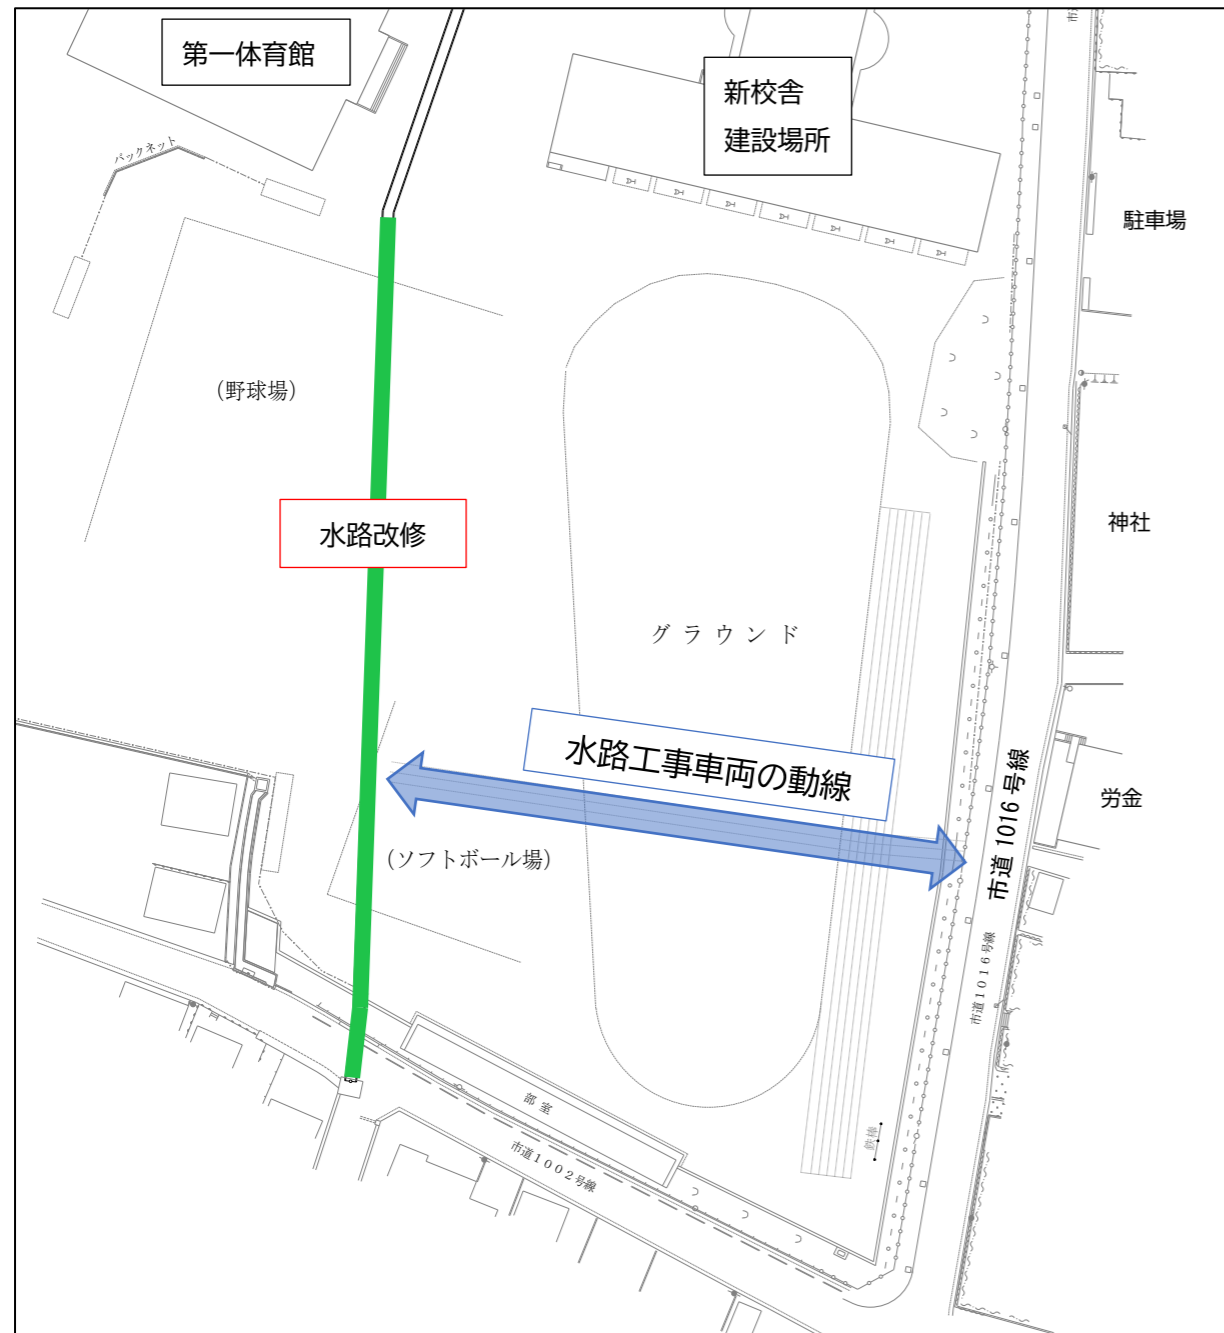 市道
第一体育館
新校舎
建設場所
バックネット
駐車場
(野球場)
神社
水路改修
グラウンド
水路工事車両の動線
市道 1016 号線
労金
(ソフトボール場)
市道1016号線
部室
鉄棒
市道1002号線